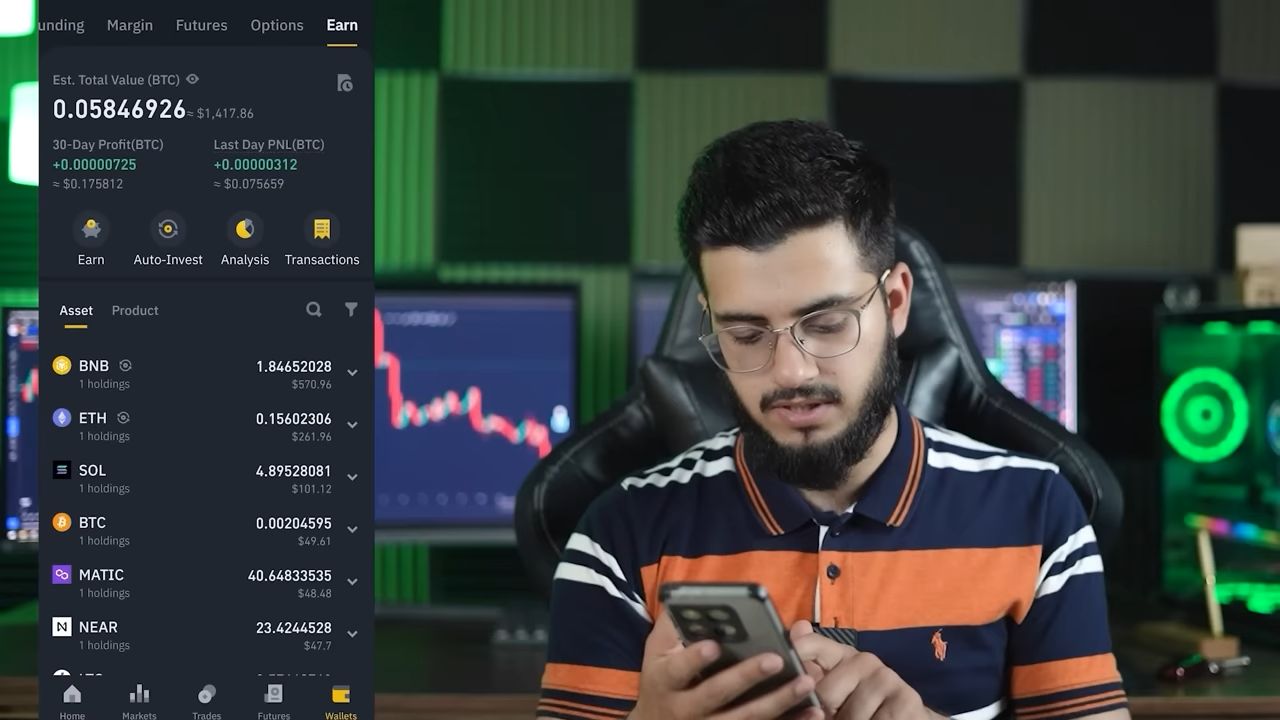 unding Margin Futures Options Earn
Est. Total Value (BTC)
0.05846926 ≈ $1,417.86
30-Day Profit(BTC) Last Day PNL(BTC)
+0.00000725 +0.00000312
≈ $0.175812 ≈ $0.075659
Earn Auto-Invest Analysis Transactions
Asset Product
BNB 1.84652028
1 holdings $570.96
ETH 0.15602306
1 holdings $261.96
SOL 4.89528081
1 holdings $101.12
BTC 0.00204595
1 holdings $49.61
MATIC 40.64833535
1 holdings $48.48
NEAR 23.4244528
1 holdings $47.7
Home Markets Trades Futures Wallets